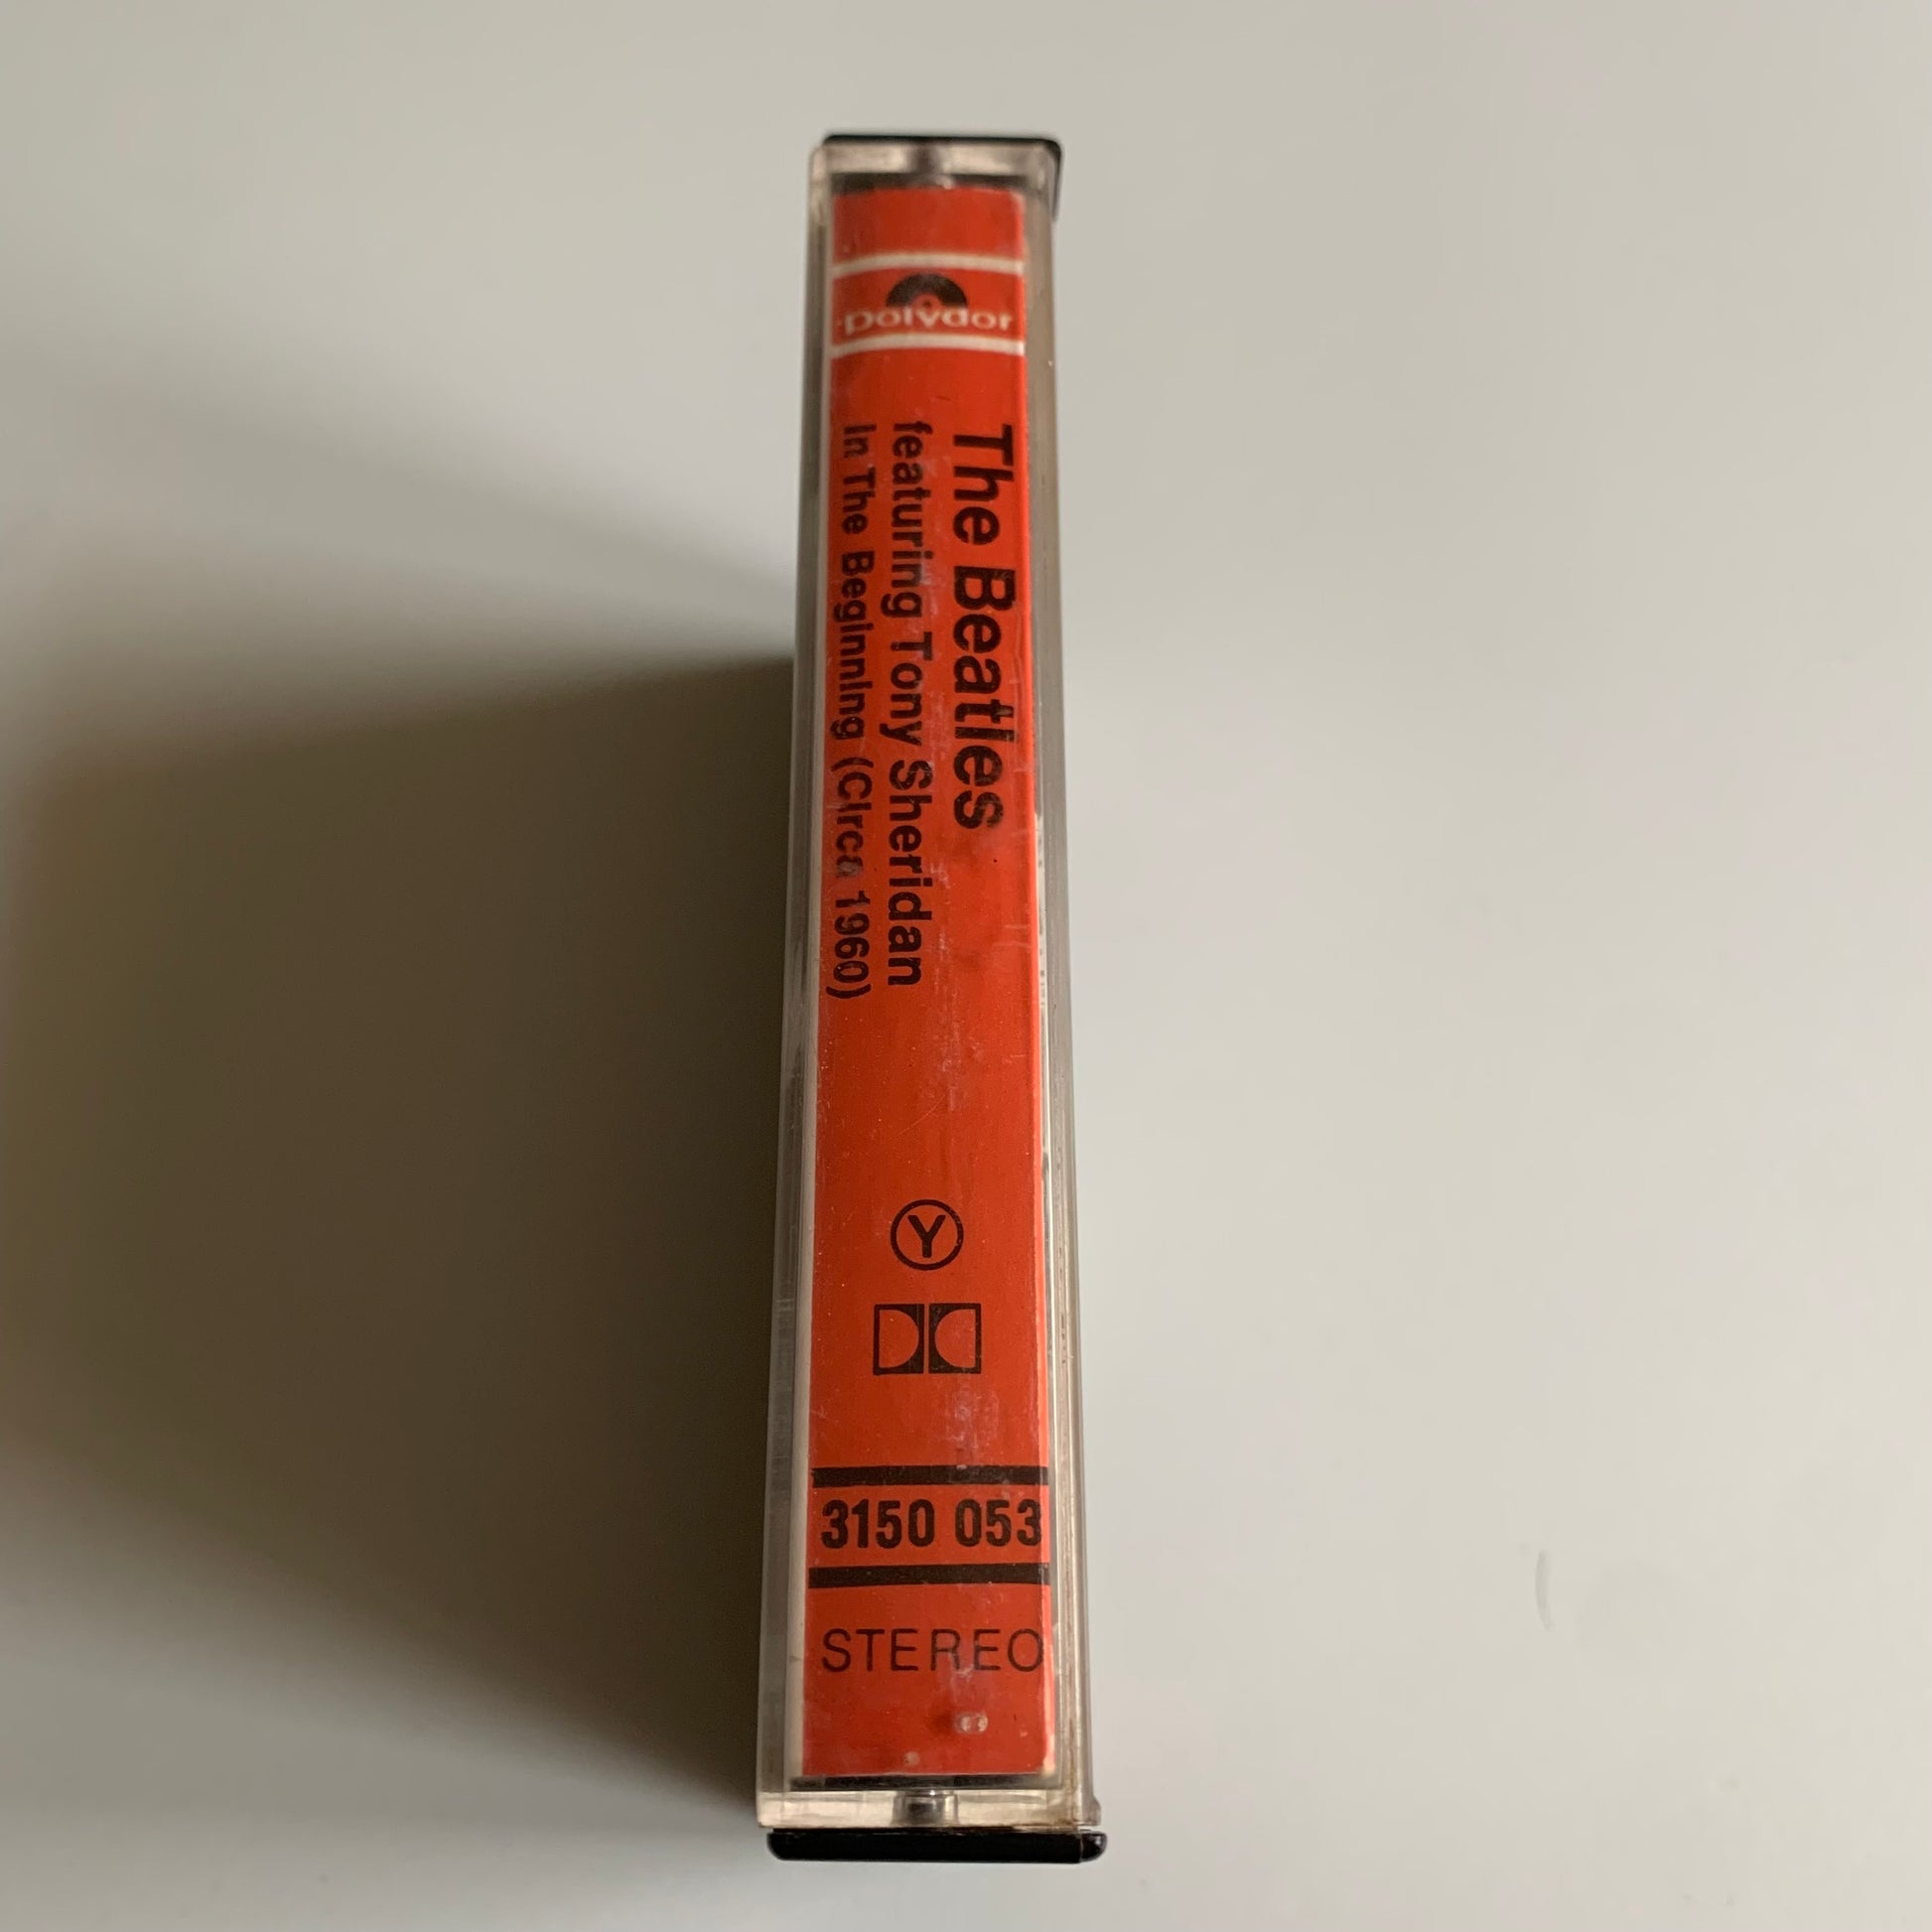 Polydor
The Beatles
featuring Tony Sheridan
In The Beginning (Circa 1960)
Y
3150 053
STEREO